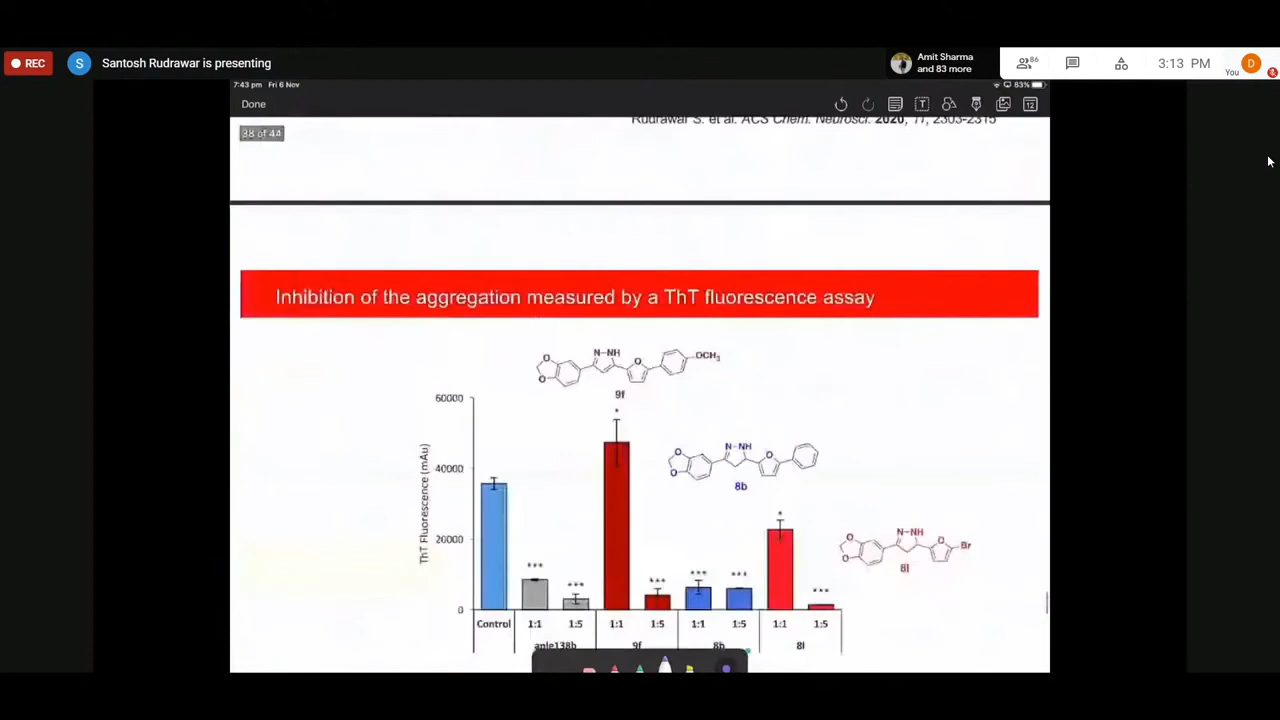 REC
S
Santosh Rudrawar is presenting
Amit Sharma
and 83 more
86
3:13 PM
You
D
7:43 pm Fri 6 Nov
83%
Done
T
12
38 of 44
Rudrawar S. et al. ACS Chem. Neurosci. 2020, 11, 2303-2315
Inhibition of the aggregation measured by a ThT fluorescence assay
O
O
N NH
O
OCH3
9f
60000
*
ThT Fluorescence (mAu)
40000
20000
0
O
O
N NH
O
8b
O
O
N NH
O
Br
8l
***
***
***
***
***
*
***
Control
1:1
1:5
1:1
1:5
1:1
1:5
1:1
1:5
aple138b
9f
8b
8l